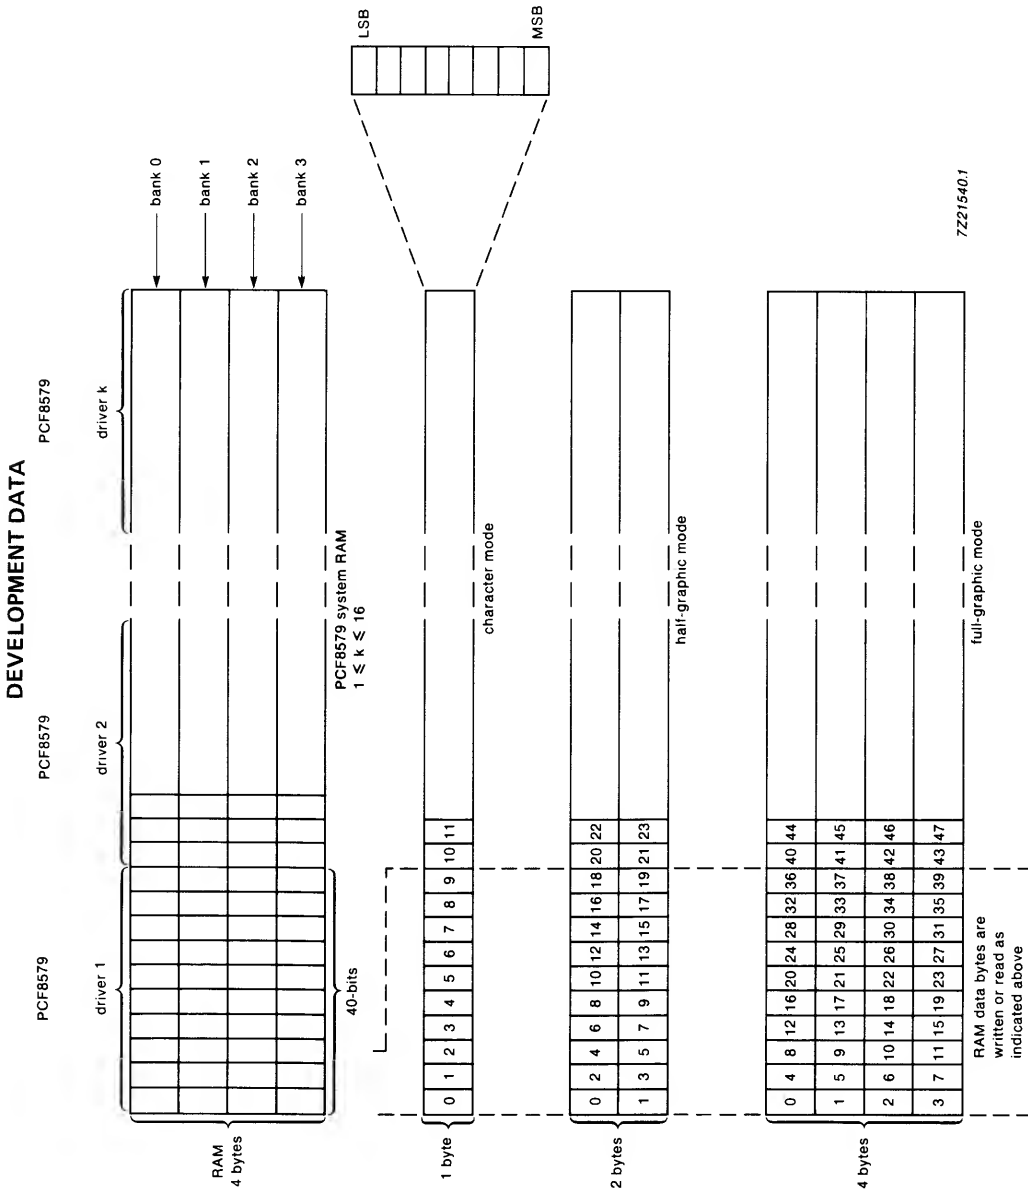 DEVELOPMENT DATA
PCF8579 PCF8579 PCF8579
driver 1 driver 2 driver k
RAM
4 bytes
bank 0
bank 1
bank 2
bank 3
40-bits
PCF8579 system RAM
1 ≤ k ≤ 16
LSB
MSB
1 byte
0 1 2 3 4 5 6 7 8 9 10 11
character mode
2 bytes
0 2 4 6 8 10 12 14 16 18 20 22
1 3 5 7 9 11 13 15 17 19 21 23
half-graphic mode
4 bytes
0 4 8 12 16 20 24 28 32 36 40 44
1 5 9 13 17 21 25 29 33 37 41 45
2 6 10 14 18 22 26 30 34 38 42 46
3 7 11 15 19 23 27 31 35 39 43 47
full-graphic mode
RAM data bytes are
written or read as
indicated above
7Z21540.1